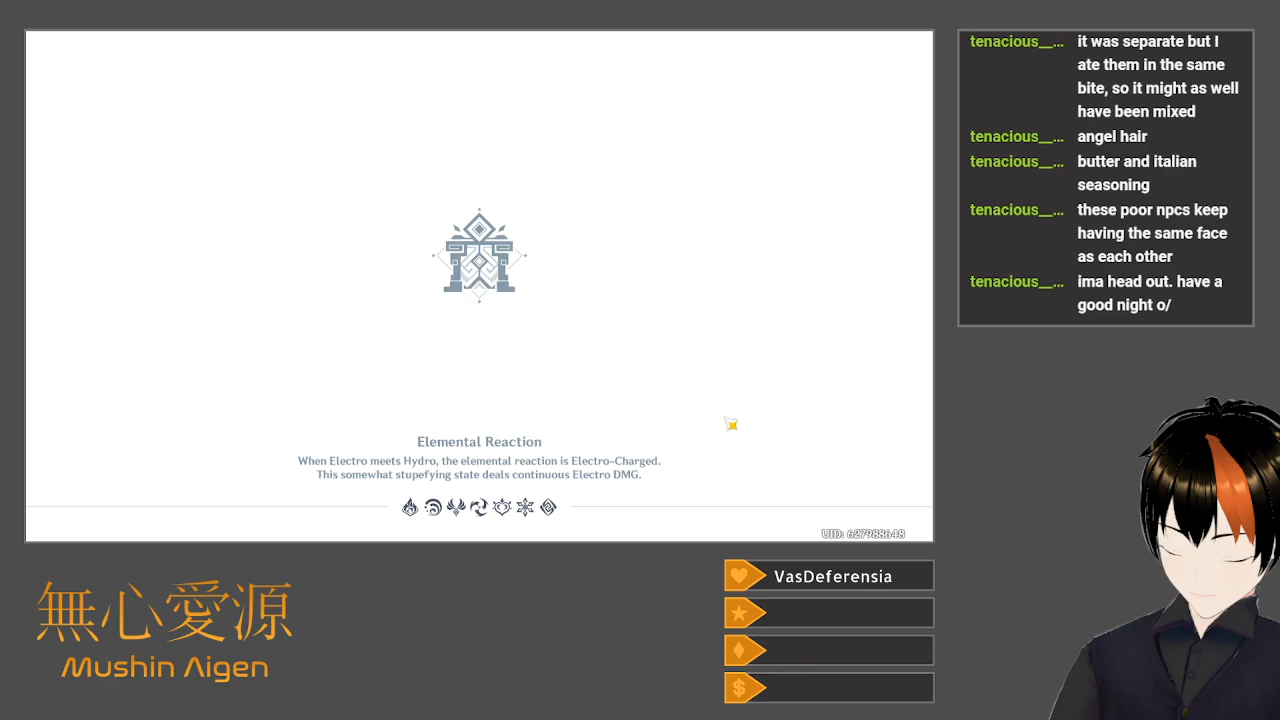 Elemental Reaction
When Electro meets Hydro, the elemental reaction is Electro-Charged.
This somewhat stupefying state deals continuous Electro DMG.
UID: 627988648
tenacious__... it was separate but I
ate them in the same
bite, so it might as well
have been mixed
tenacious__... angel hair
tenacious__... butter and italian
seasoning
tenacious__... these poor npcs keep
having the same face
as each other
tenacious__... ima head out. have a
good night o/
無心愛源
Mushin Aigen
VasDeferensia